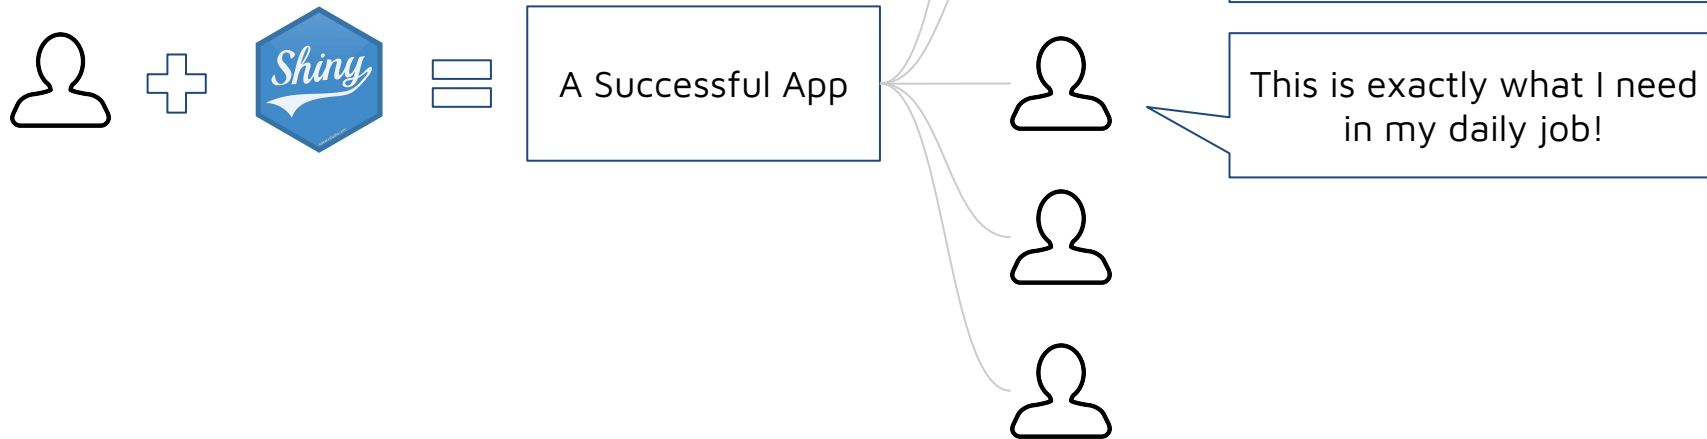 Shiny
A Successful App
This is exactly what I need
in my daily job!